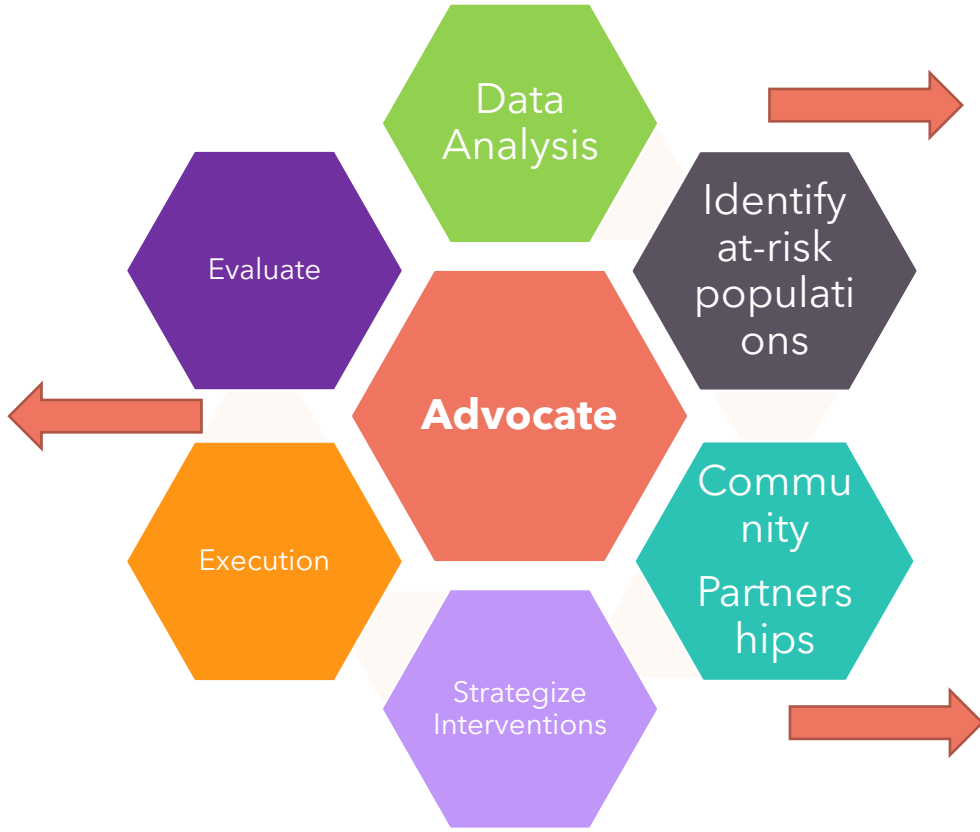 Data
Analysis
Identify
at-risk
populati
ons
Evaluate
Advocate
Commu
nity
Partners
hips
Execution
Strategize
Interventions